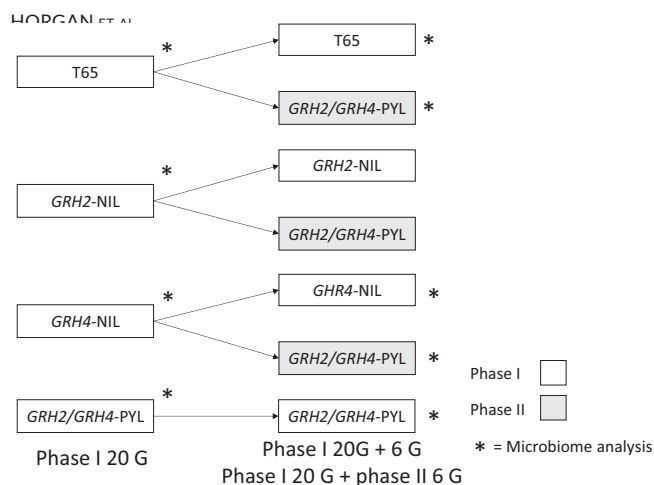 HORGAN ET AL.
*
T65
*
T65
GRH2/GRH4-PYL
*
*
GRH2-NIL
GRH2-NIL
GRH2/GRH4-PYL
*
GHR4-NIL
*
GRH4-NIL
GRH2/GRH4-PYL
*
*
GRH2/GRH4-PYL
GRH2/GRH4-PYL
*
Phase I
Phase II
* = Microbiome analysis
Phase I 20 G
Phase I 20G + 6 G
Phase I 20 G + phase II 6 G